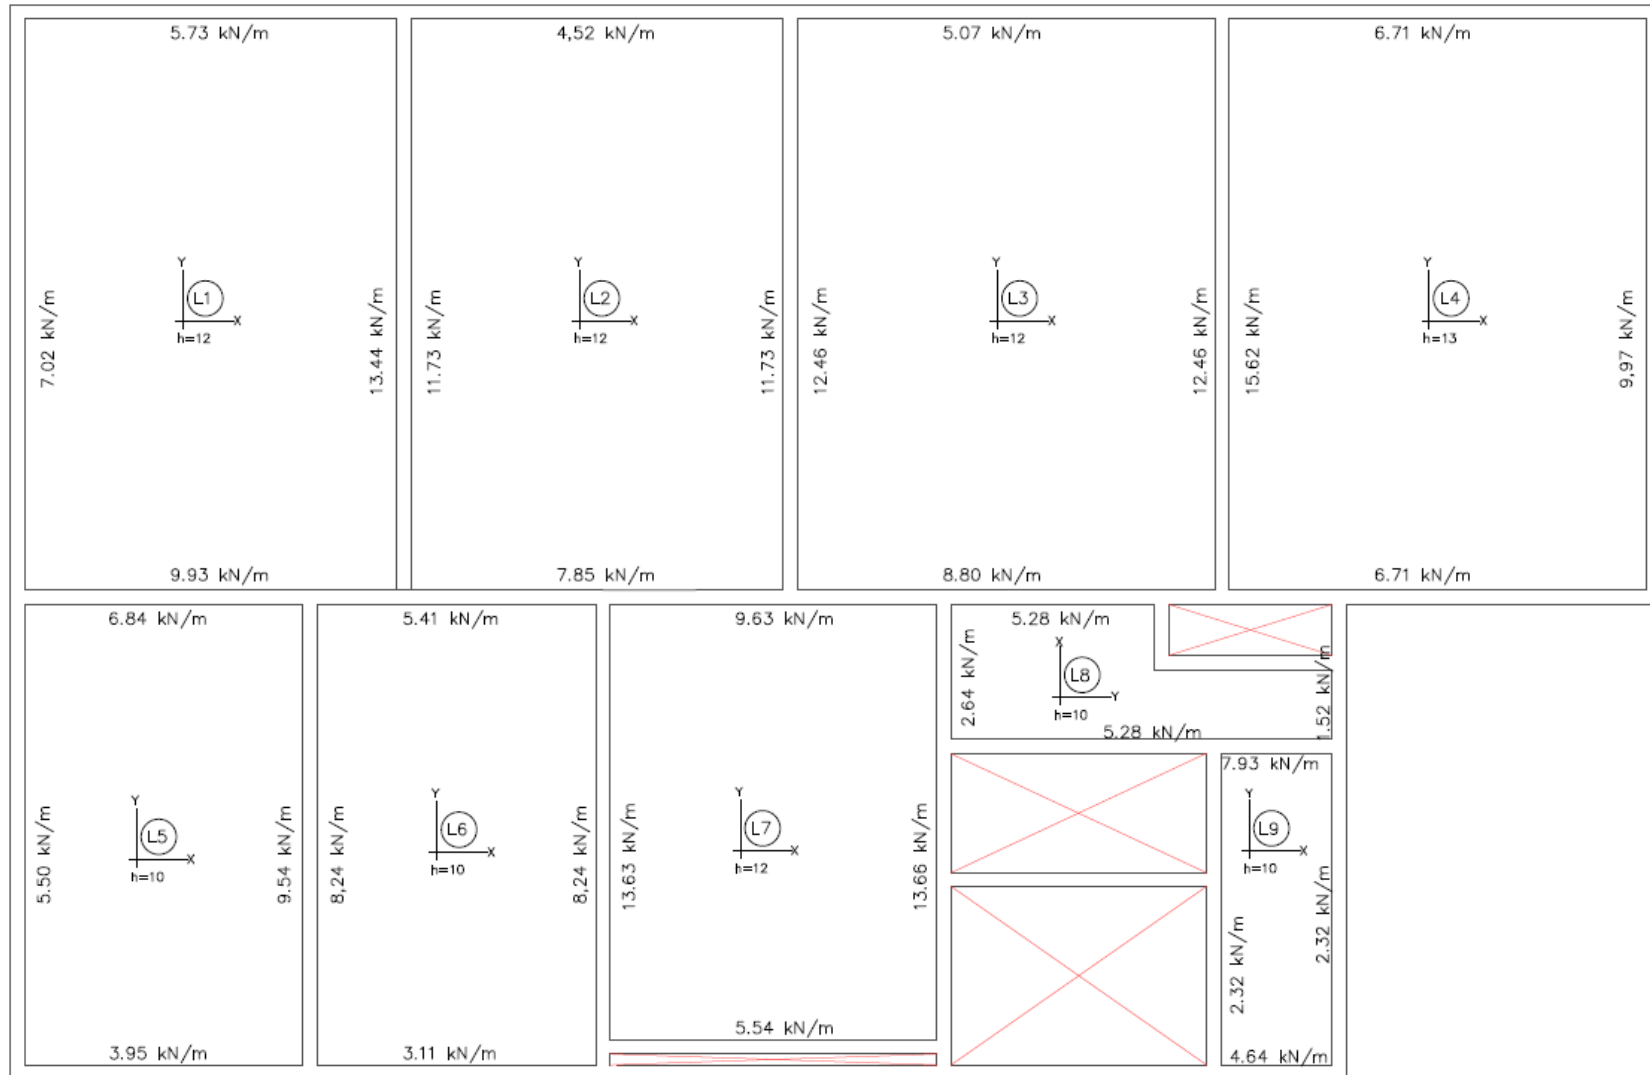 5.73 kN/m
4,52 kN/m
5.07 kN/m
6.71 kN/m
Y
L1
X
h=12
7.02 kN/m
13.44 kN/m
Y
L2
X
h=12
11.73 kN/m
11.73 kN/m
Y
L3
X
h=12
12.46 kN/m
12.46 kN/m
Y
L4
X
h=13
15.62 kN/m
9,97 kN/m
9.93 kN/m
7.85 kN/m
8.80 kN/m
6.71 kN/m
6.84 kN/m
5.41 kN/m
9.63 kN/m
5.28 kN/m
X
L8
Y
h=10
2.64 kN/m
1.52 kN/m
5.28 kN/m
7.93 kN/m
Y
L5
X
h=10
5.50 kN/m
9.54 kN/m
Y
L6
X
h=10
8,24 kN/m
8,24 kN/m
Y
L7
X
h=12
13.63 kN/m
13.66 kN/m
Y
L9
X
h=10
2.32 kN/m
2.32 kN/m
5.54 kN/m
3.95 kN/m
3.11 kN/m
4.64 kN/m